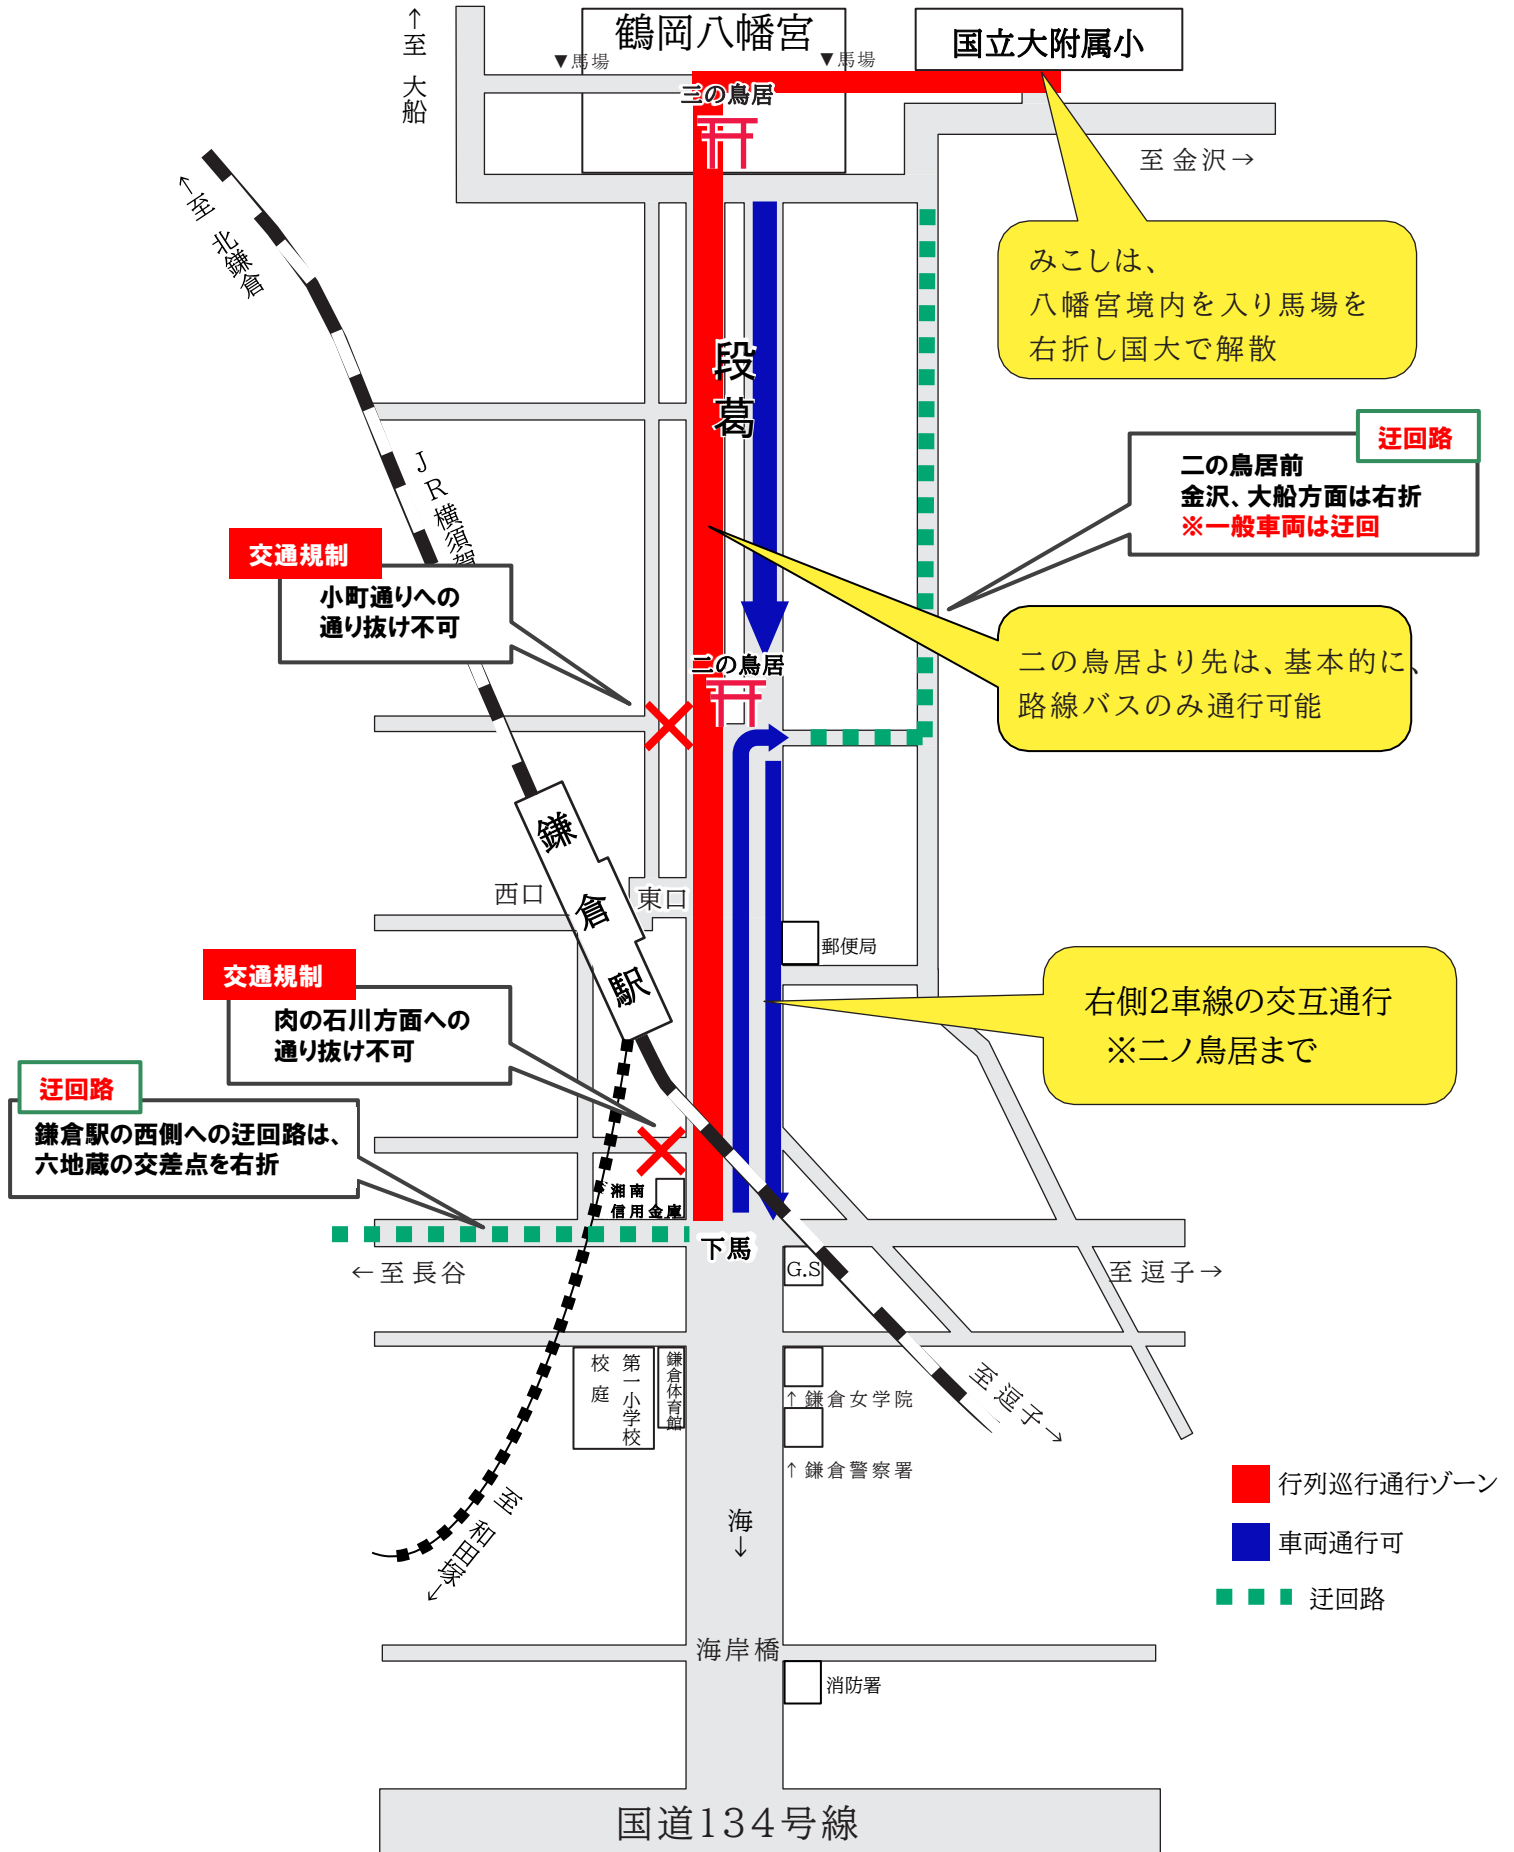 ↑至 大船
鶴岡八幡宮
▼馬場
▼馬場
国立大附属小
三の鳥居
至 金沢→
↑至 北鎌倉
みこしは、
八幡宮境内を入り馬場を
右折し国大で解散
段葛
迂回路
二の鳥居前
金沢、大船方面は右折
※一般車両は迂回
JR横須賀
交通規制
小町通りへの
通り抜け不可
二の鳥居より先は、基本的に、
路線バスのみ通行可能
二の鳥居
鎌倉駅
西口
東口
郵便局
交通規制
肉の石川方面への
通り抜け不可
右側2車線の交互通行
※二ノ鳥居まで
迂回路
鎌倉駅の西側への迂回路は、
六地蔵の交差点を右折
湘南
信用金庫
下馬
←至 長谷
G.S
至 逗子→
第一小学校
校庭
鎌倉体育館
↑鎌倉女学院
至 逗子→
↑鎌倉警察署
至 和田塚→
海↓
行列巡行通行ゾーン
車両通行可
迂回路
海岸橋
消防署
国道134号線